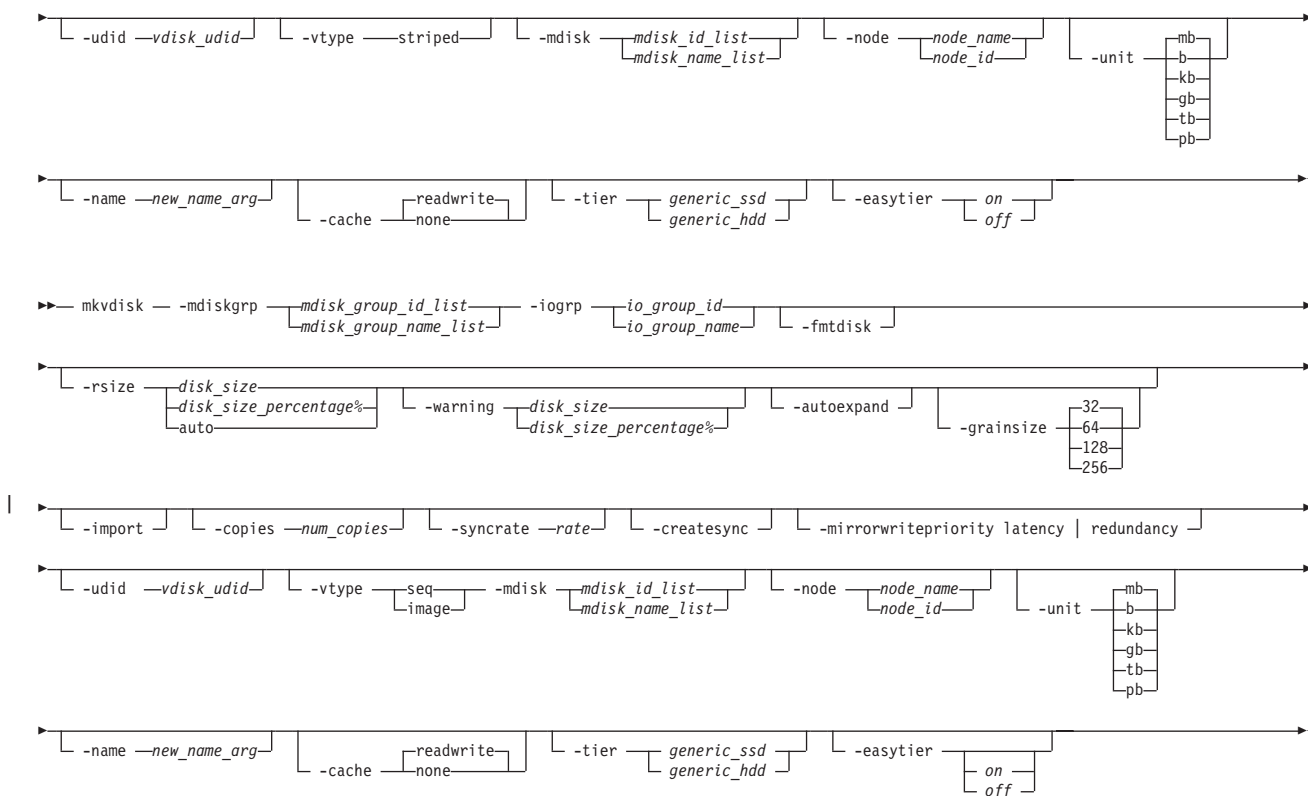 -udid vdisk_udid -vtype striped -mdisk mdisk_id_list -node node_name mb
mdisk_name_list node_id -unit b
kb
gb
tb
pb
-name new_name_arg readwrite -tier generic_ssd -easytier on
-cache none generic_hdd off
mkvdisk -mdiskgrp mdisk_group_id_list -iogrp io_group_id
mdisk_group_name_list io_group_name -fmtdisk
-rsize disk_size
disk_size_percentage% -warning disk_size -autoexpand 32
auto disk_size_percentage% -grainsize 64
128
256
|
-import -copies num_copies -syncrate rate -createsync -mirrorwritepriority latency | redundancy
-udid vdisk_udid -vtype seq -mdisk mdisk_id_list -node node_name mb
image mdisk_name_list node_id -unit b
kb
gb
tb
pb
-name new_name_arg readwrite -tier generic_ssd -easytier
-cache none generic_hdd on
off